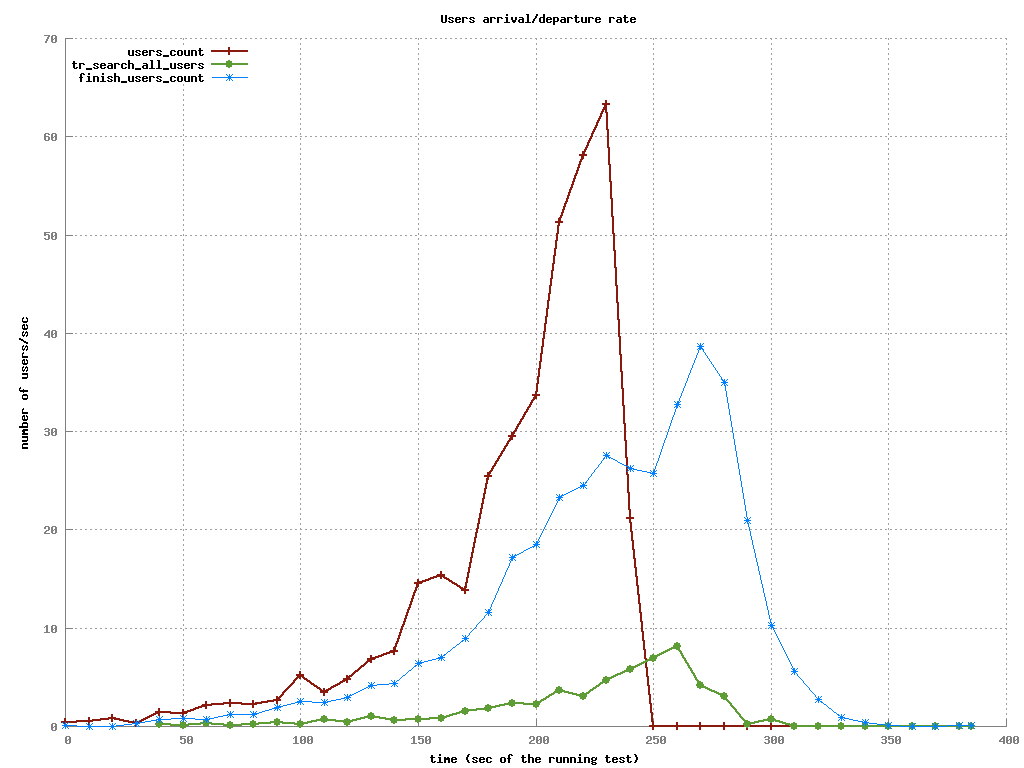 Users arrival/departure rate
70
users_count
tr_search_all_users
finish_users_count
60
50
40
number of users/sec
30
20
10
0
0 50 100 150 200 250 300 350 400
time (sec of the running test)